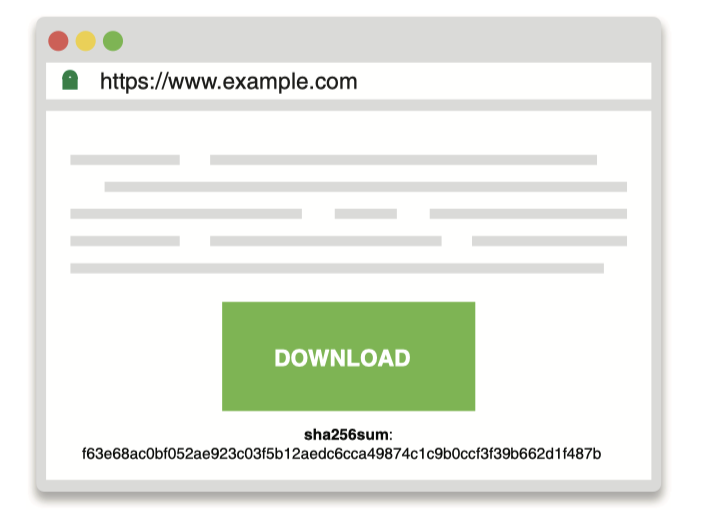 https://www.example.com
DOWNLOAD
sha256sum:
f63e68ac0bf052ae923c03f5b12aedc6cca49874c1c9b0ccf3f39b662d1f487b